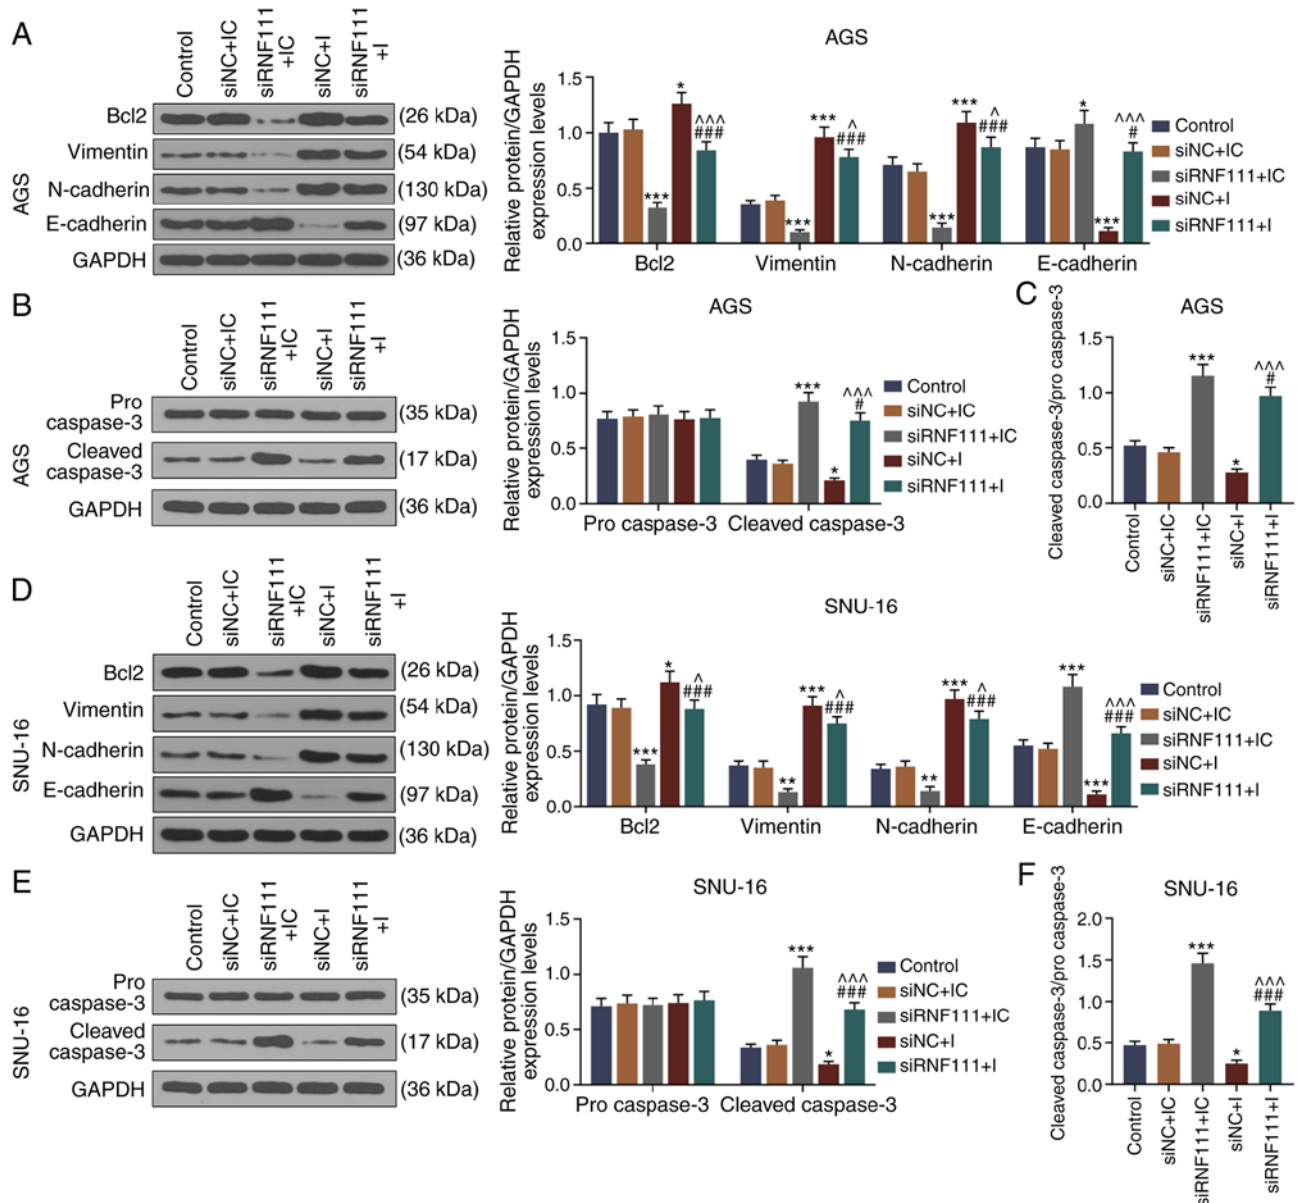 A
Control
siNC+IC
siRNF111
+IC
siNC+I
siRNF111
+I
AGS
Bcl2
(26 kDa)
Vimentin
(54 kDa)
N-cadherin
(130 kDa)
E-cadherin
(97 kDa)
GAPDH
(36 kDa)
AGS
Relative protein/GAPDH
expression levels
1.5
1.0
0.5
0.0
***
*
^^^
###
***
***
^
###
***
***
^
###
*
***
^^^
#
Bcl2
Vimentin
N-cadherin
E-cadherin
Control
siNC+IC
siRNF111+IC
siNC+I
siRNF111+I
B
Control
siNC+IC
siRNF111
+IC
siNC+I
siRNF111
+I
AGS
Pro
caspase-3
(35 kDa)
Cleaved
caspase-3
(17 kDa)
GAPDH
(36 kDa)
AGS
Relative protein/GAPDH
expression levels
1.5
1.0
0.5
0.0
***
*
^^^
#
Pro caspase-3
Cleaved caspase-3
Control
siNC+IC
siRNF111+IC
siNC+I
siRNF111+I
C
AGS
Cleaved caspase-3/pro caspase-3
1.5
1.0
0.5
0.0
***
*
^^^
#
Control
siNC+IC
siRNF111+IC
siNC+I
siRNF111+I
D
Control
siNC+IC
siRNF111
+IC
siNC+I
siRNF111
+I
SNU-16
Bcl2
(26 kDa)
Vimentin
(54 kDa)
N-cadherin
(130 kDa)
E-cadherin
(97 kDa)
GAPDH
(36 kDa)
SNU-16
Relative protein/GAPDH
expression levels
1.5
1.0
0.5
0.0
***
*
^
###
**
***
^
###
**
***
^
###
***
***
^^^
###
Bcl2
Vimentin
N-cadherin
E-cadherin
Control
siNC+IC
siRNF111+IC
siNC+I
siRNF111+I
E
Control
siNC+IC
siRNF111
+IC
siNC+I
siRNF111
+I
SNU-16
Pro
caspase-3
(35 kDa)
Cleaved
caspase-3
(17 kDa)
GAPDH
(36 kDa)
SNU-16
Relative protein/GAPDH
expression levels
1.5
1.0
0.5
0.0
***
*
^^^
###
Pro caspase-3
Cleaved caspase-3
Control
siNC+IC
siRNF111+IC
siNC+I
siRNF111+I
F
SNU-16
Cleaved caspase-3/pro caspase-3
2.0
1.5
1.0
0.5
0.0
***
*
^^^
###
Control
siNC+IC
siRNF111+IC
siNC+I
siRNF111+I